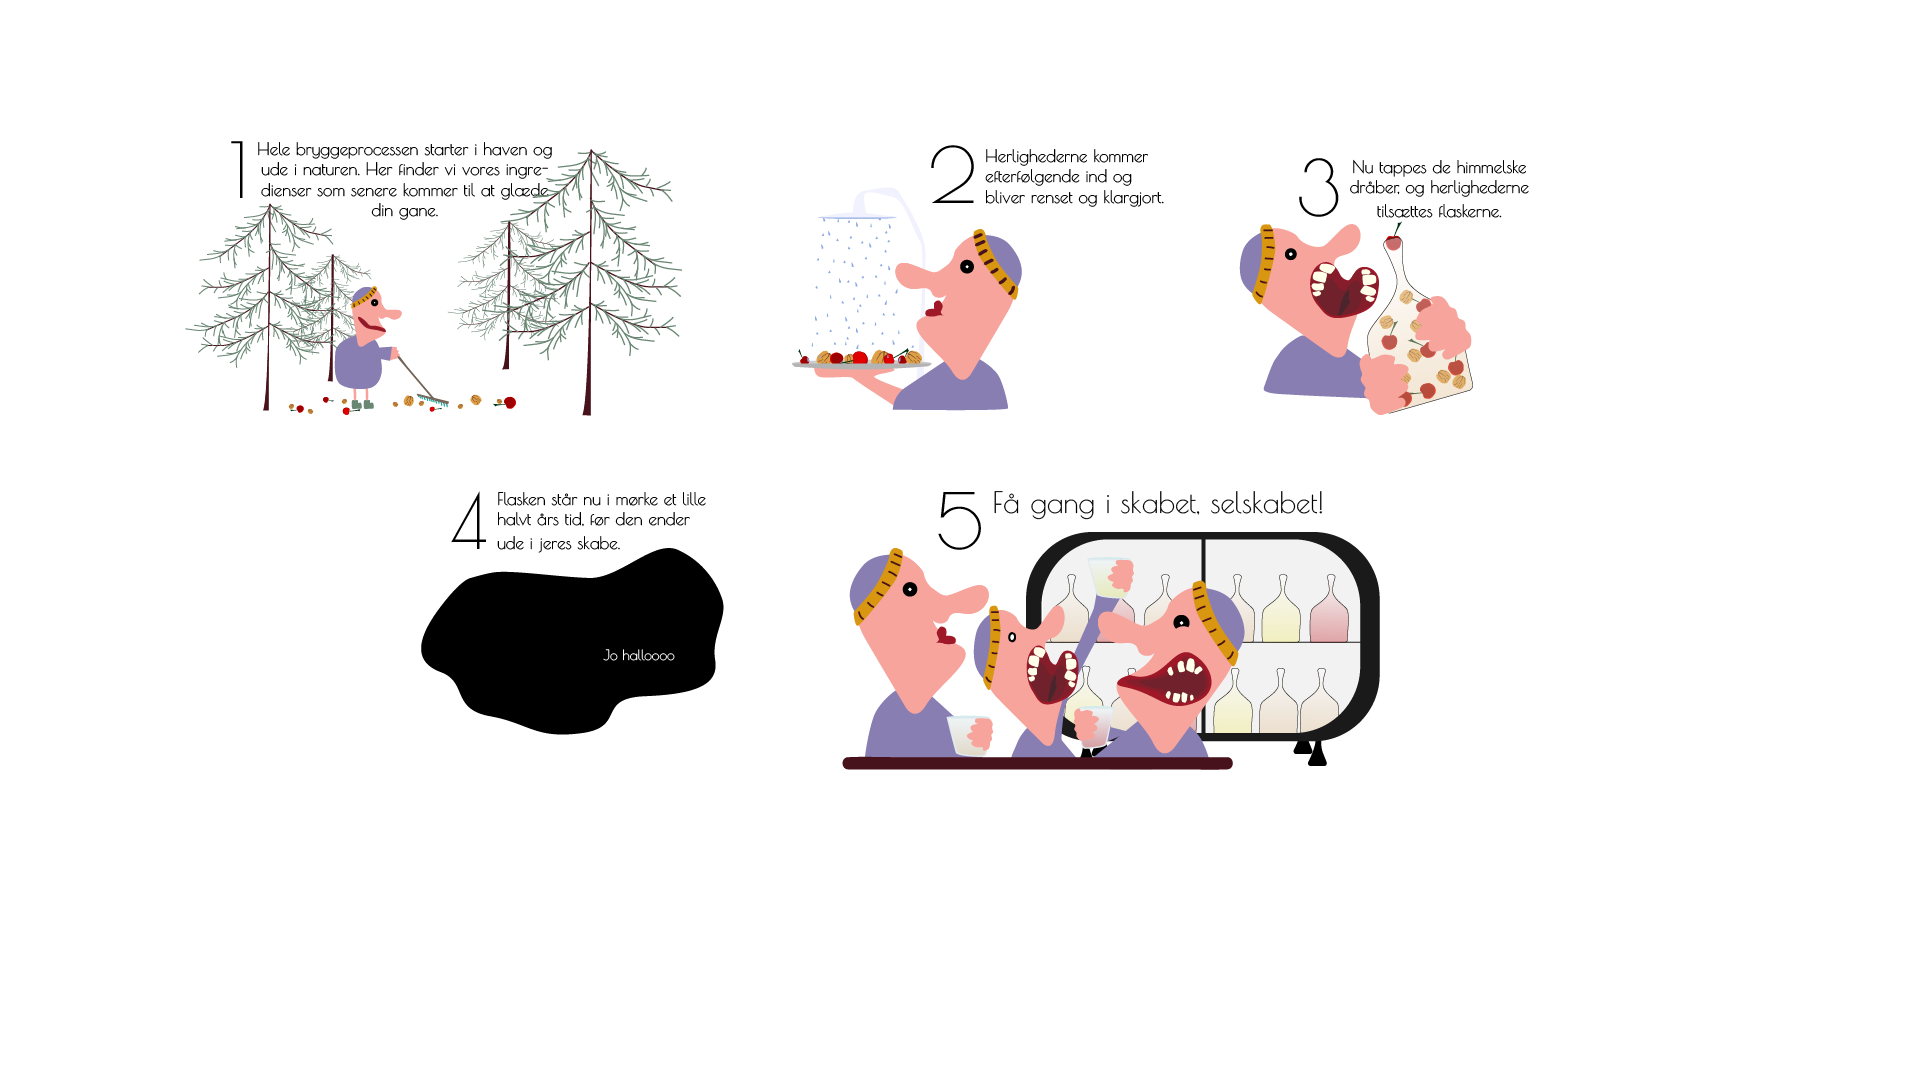 1
Hele bryggeprocessen starter i haven og
ude i naturen. Her finder vi vores ingre-
dienser som senere kommer til at glæde
din gane.
2
Herlighederne kommer
efterfølgende ind og
bliver renset og klargjort.
3
Nu tappes de himmelske
dråber, og herlighederne
tilsættes flaskerne.
4
Flasken står nu i mørke et lille
halvt års tid, før den ender
ude i jeres skabe.
Jo halloooo
5
Få gang i skabet, selskabet!